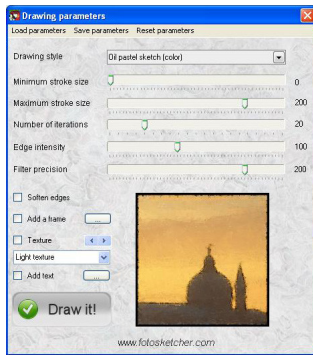 Drawing parameters
Load parameters Save parameters Reset parameters
Drawing style Oil pastel sketch (color)
Minimum stroke size 0
Maximum stroke size 200
Number of iterations 20
Edge intensity 100
Filter precision 200
Soften edges
Add a frame ...
Texture < >
Light texture
Add text ...
Draw it!
www.fotosketcher.com